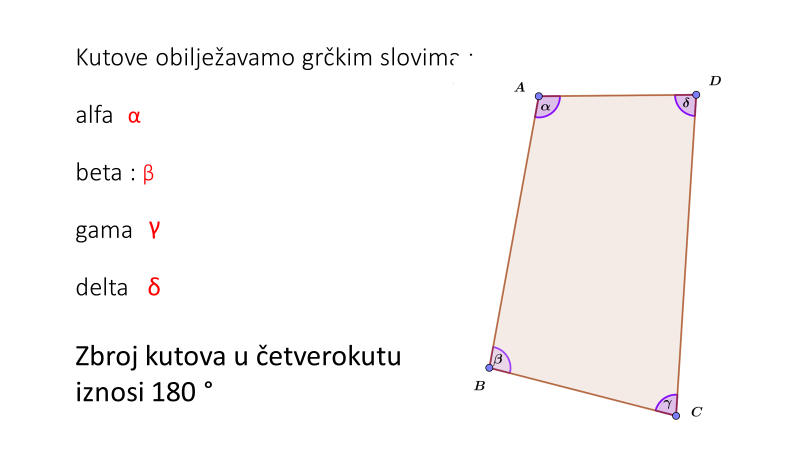 Kutove obilježavamo grčkim slovima :
alfa α
beta : β
gama γ
delta δ
Zbroj kutova u četverokutu
iznosi 180 °
A
D
α
δ
β
B
γ
C